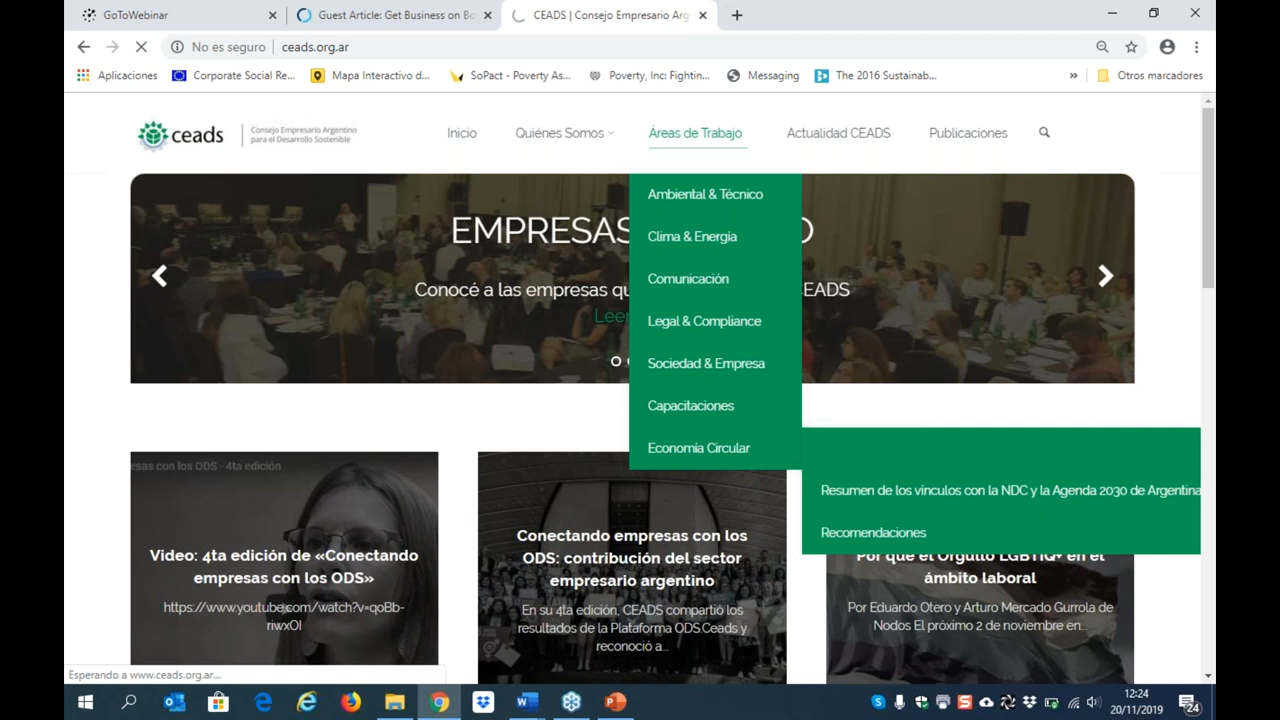 GoToWebinar
Guest Article: Get Business on Bo
CEADS | Consejo Empresario Arg
No es seguro
ceads.org.ar
Aplicaciones
Corporate Social Re...
Mapa Interactivo d...
SoPact - Poverty As...
Poverty, Inc: Fightin...
Messaging
The 2016 Sustainab...
»
Otros marcadores
ceads
Consejo Empresario Argentino
para el Desarrollo Sostenible
Inicio
Quiénes Somos
Áreas de Trabajo
Actualidad CEADS
Publicaciones
Ambiental & Técnico
Clima & Energía
Comunicación
Legal & Compliance
Sociedad & Empresa
Capacitaciones
Economía Circular
Resumen de los vínculos con la NDC y la Agenda 2030 de Argentina
Recomendaciones
EMPRESAS
O
Conocé a las empresas qu
CEADS
Leer
esas con los ODS - 4ta edición
Video: 4ta edición de «Conectando
empresas con los ODS»
https://www.youtube.com/watch?v=qoBb-
riwxOI
Conectando empresas con los
ODS: contribución del sector
empresario argentino
En su 4ta edición, CEADS compartió los
resultados de la Plataforma ODS.Ceads y
reconoció a...
Por qué el Orgullo LGBTIQ+ en el
ámbito laboral
Por Eduardo Otero y Arturo Mercado Gurrola de
Nodos El próximo 2 de noviembre en...
Esperando a www.ceads.org.ar...
12:24
20/11/2019
24